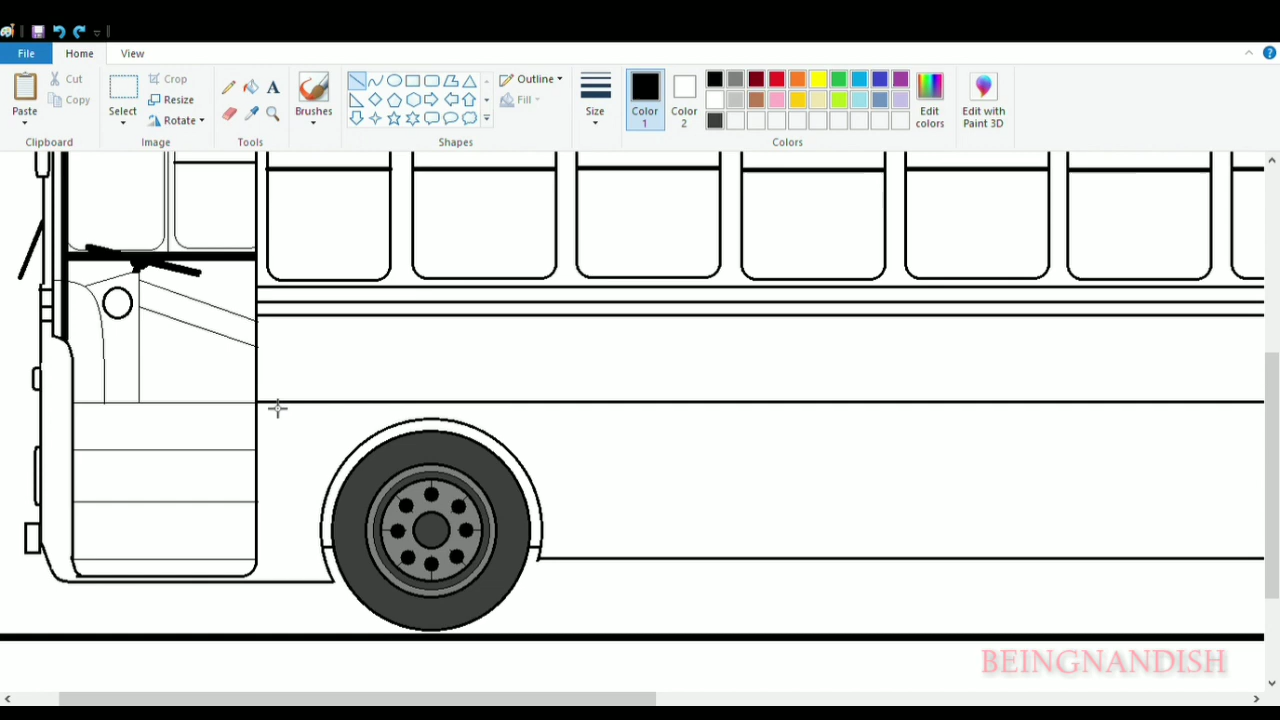 File Home View
Paste
Cut
Copy
Clipboard
Select
Crop
Resize
Rotate
Image
Tools
Brushes
Shapes
Outline
Fill
Size
Color 1
Color 2
Colors
Edit colors
Edit with Paint 3D
BEINGNANDISH